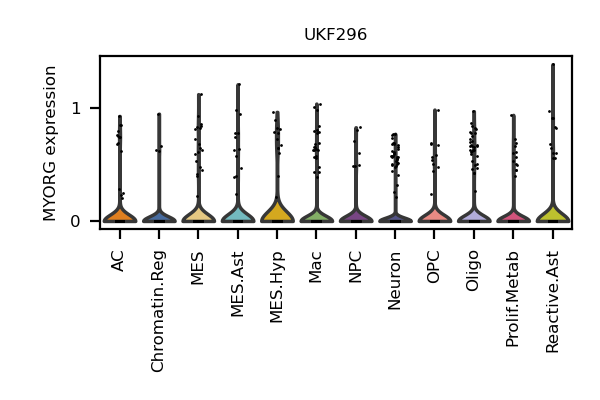 UKF296
MYORG expression
1
0
AC
Chromatin.Reg
MES
MES.Ast
MES.Hyp
Mac
NPC
Neuron
OPC
Oligo
Prolif.Metab
Reactive.Ast